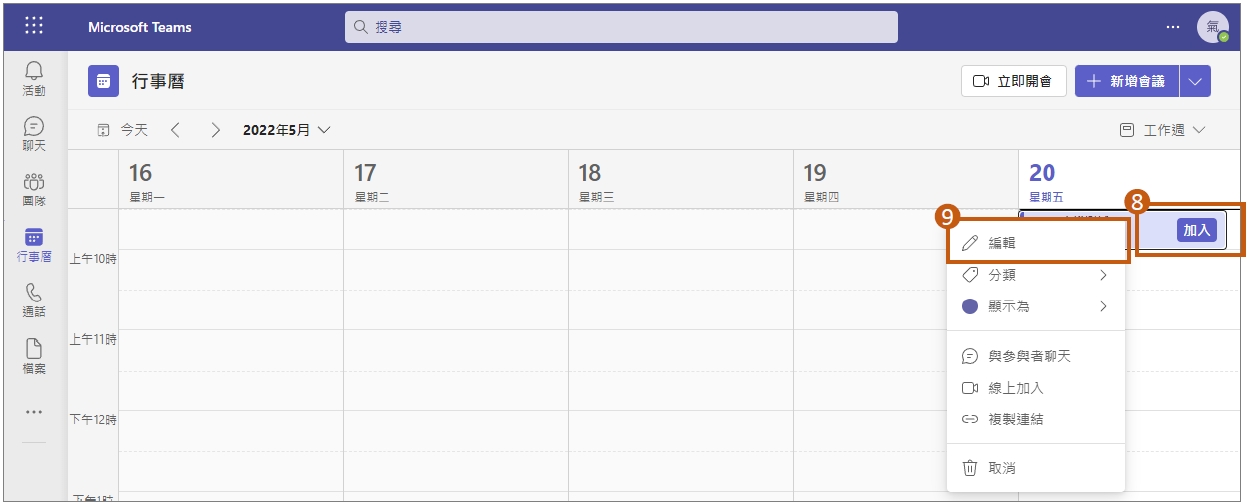 Microsoft Teams
搜尋
氣
活動
聊天
團隊
行事曆
通話
檔案
行事曆
立即開會
新增會議
今天
2022年5月
工作週
16
星期一
17
星期二
18
星期三
19
星期四
20
星期五
8
加入
9
編輯
分類
顯示為
與參與者聊天
線上加入
複製連結
取消
上午10時
上午11時
下午12時
下午1時